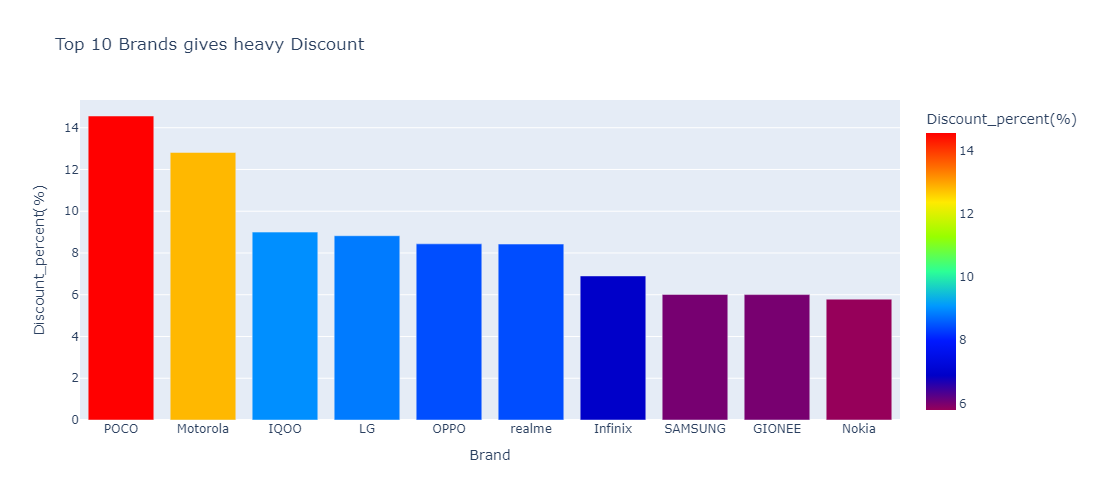 Top 10 Brands gives heavy Discount
Discount_percent(%)
14
12
10
8
6
4
2
0
POCO Motorola IQOO LG OPPO realme Infinix SAMSUNG GIONEE Nokia
Brand
Discount_percent(%)
14
12
10
8
6